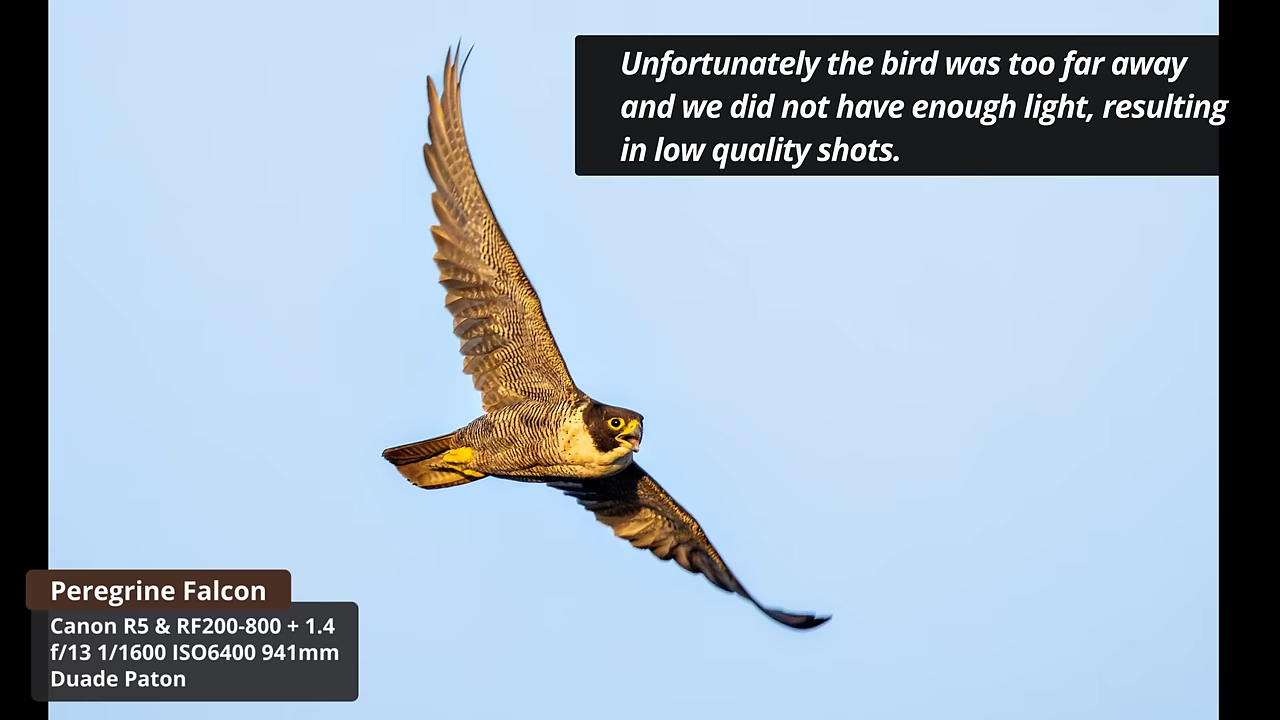 Unfortunately the bird was too far away
and we did not have enough light, resulting
in low quality shots.
Peregrine Falcon
Canon R5 & RF200-800 + 1.4
f/13 1/1600 ISO6400 941mm
Duade Paton